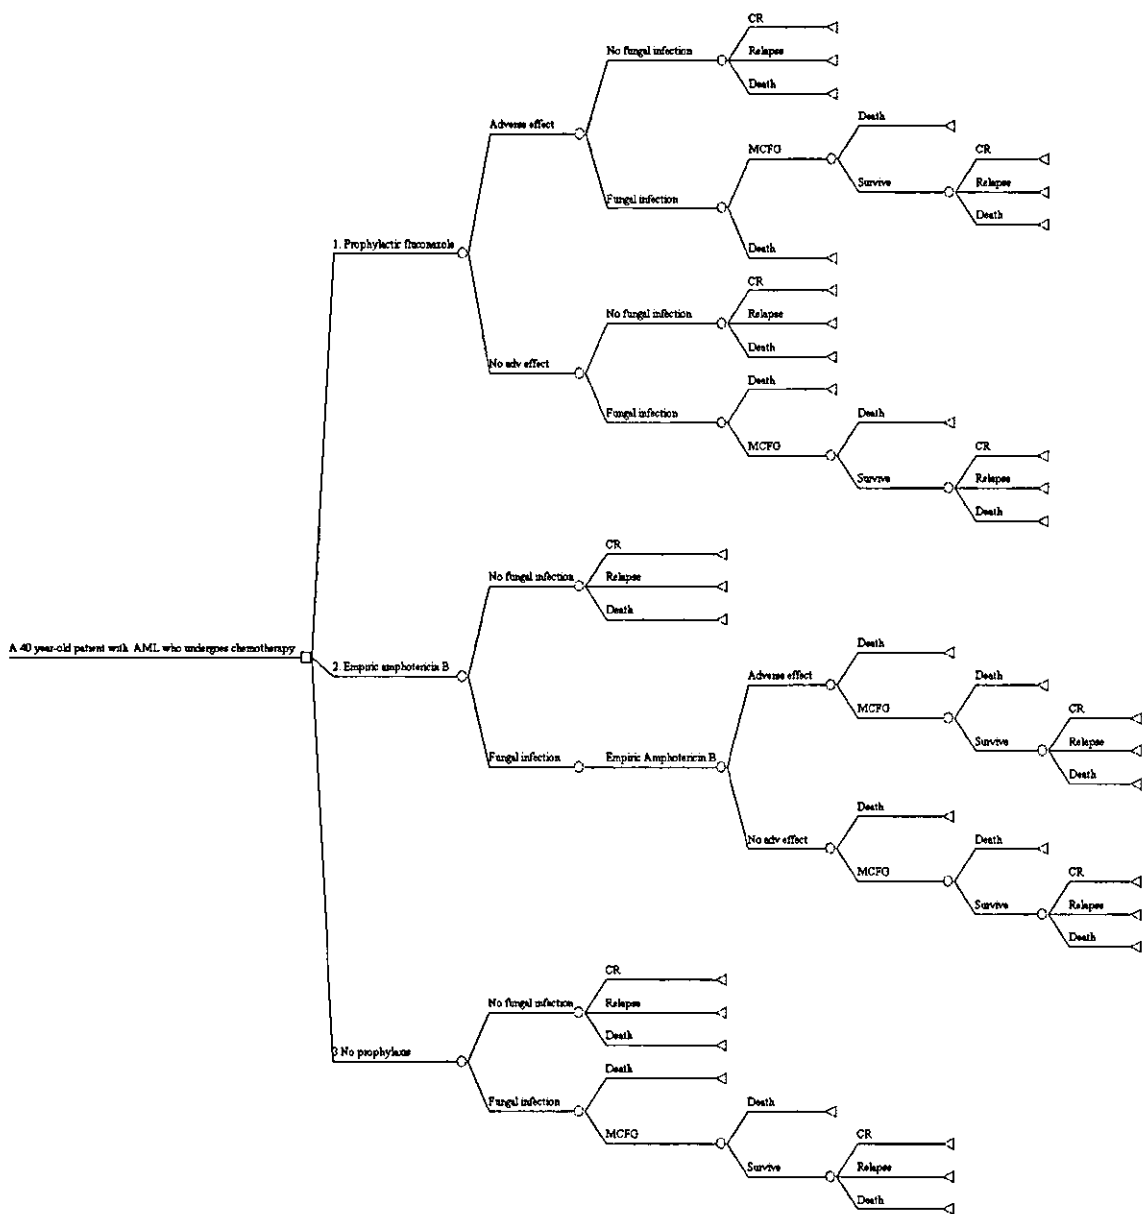 CR
No fungal infection
Relapse
Death
Adverse effect
Death
MCFG
CR
Survive
Relapse
Fungal infection
Death
1. Prophylactic fluconazole
Death
CR
No fungal infection
Relapse
No adv effect
Death
Death
Fungal infection
Death
MCFG
CR
Survive
Relapse
Death
CR
No fungal infection
Relapse
Death
A 40 year-old patient with AML who undergoes chemotherapy
2. Empiric amphotericin B
Death
Adverse effect
Death
MCFG
CR
Survive
Relapse
Fungal infection
Empiric Amphotericin B
Death
Death
No adv effect
Death
MCFG
CR
Survive
Relapse
Death
CR
No fungal infection
Relapse
Death
3 No prophylaxis
Death
Fungal infection
Death
MCFG
CR
Survive
Relapse
Death